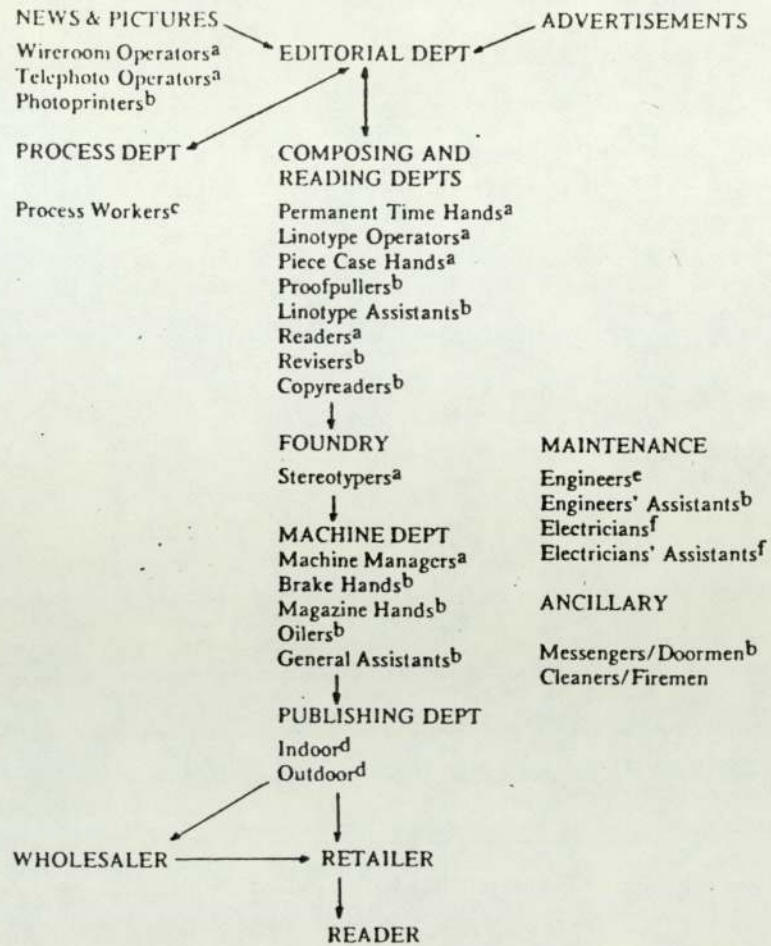 NEWS & PICTURES
ADVERTISEMENTS
Wireroom Operatorsᵃ
EDITORIAL DEPT
Telephoto Operatorsᵃ
Photoprintersᵇ
PROCESS DEPT
COMPOSING AND
READING DEPTS
Process Workersᶜ
Permanent Time Handsᵃ
Linotype Operatorsᵃ
Piece Case Handsᵃ
Proofpullersᵇ
Linotype Assistantsᵇ
Readersᵃ
Revisersᵇ
Copyreadersᵇ
FOUNDRY
Stereotypersᵃ
MACHINE DEPT
Machine Managersᵃ
Brake Handsᵇ
Magazine Handsᵇ
Oilersᵇ
General Assistantsᵇ
MAINTENANCE
Engineersᵉ
Engineers' Assistantsᵇ
Electriciansᶠ
Electricians' Assistantsᶠ
ANCILLARY
Messengers/Doormenᵇ
Cleaners/Firemen
PUBLISHING DEPT
Indoorᵈ
Outdoorᵈ
WHOLESALER
RETAILER
READER